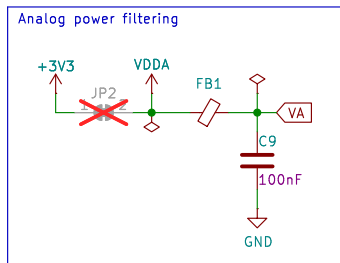 Analog power filtering
+3V3
VDDA
JP2
1 2
FB1
VA
C9
100nF
GND